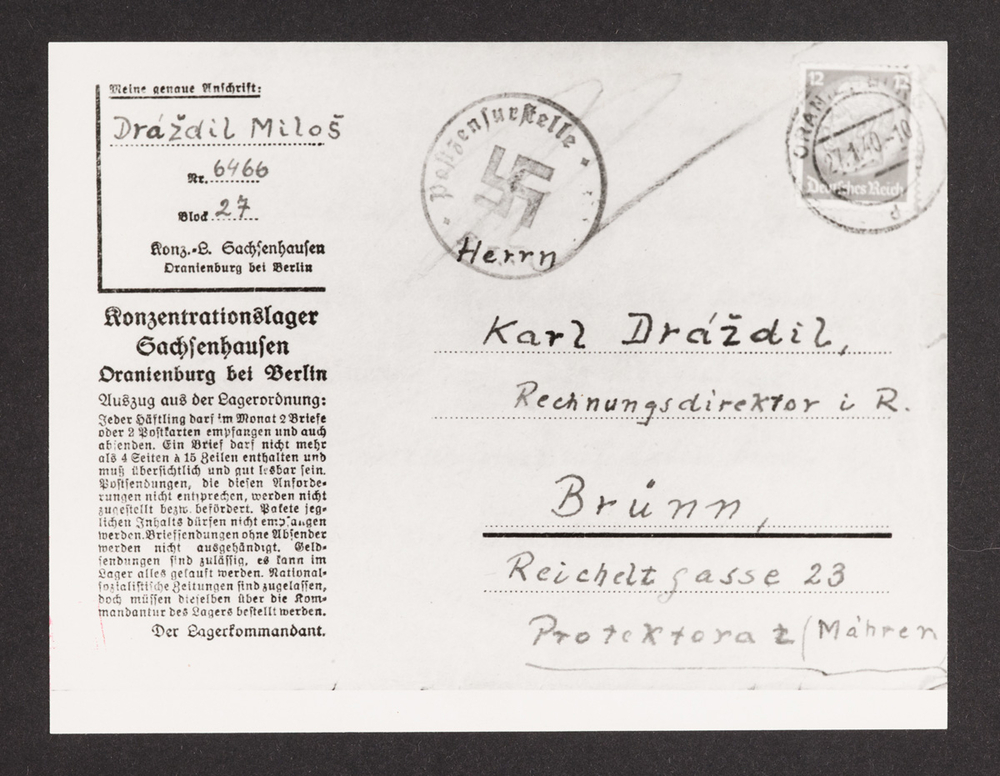 Meine genaue Anschrift:
Dráždil Miloš
Nr. 6466
Block 27
Konz.-L. Sachsenhausen
Oranienburg bei Berlin
Konzentrationslager
Sachsenhausen
Oranienburg bei Berlin
Auszug aus der Lagerordnung:
Jeder Häftling darf im Monat 2 Briefe
oder 2 Postkarten empfangen und auch
absenden. Ein Brief darf nicht mehr
als 4 Seiten à 15 Zeilen enthalten und
muß übersichtlich und gut lesbar sein.
Postsendungen, die diesen Anforde-
rungen nicht entsprechen, werden nicht
zugestellt bezw. befördert. Pakete jeg-
lichen Inhalts dürfen nicht empfangen
werden. Briefsendungen ohne Absender
werden nicht ausgehändigt. Geld-
sendungen sind zulässig, es kann im
Lager alles gekauft werden. National-
sozialistische Zeitungen sind zugelassen,
doch müssen dieselben über die Kom-
mandantur des Lagers bestellt werden.
Der Lagerkommandant.
Postzensurstelle
12 12
Deutsches Reich
ORANIENBURG
27.1.40.-10
d
Herrn
Karl Dráždil,
Rechnungsdirektor i R.
Brünn,
Reicheltgasse 23
Protektorat (Mähren